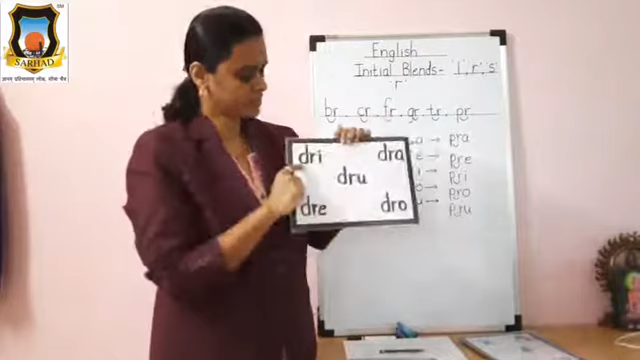 SARHAD
English
Initial Blends- 'l', 'r', 's'
'r'
br cr fr gr tr pr
a → pra
e → pre
i → pri
o → pro
u → pru
dri dra
dru
dre dro